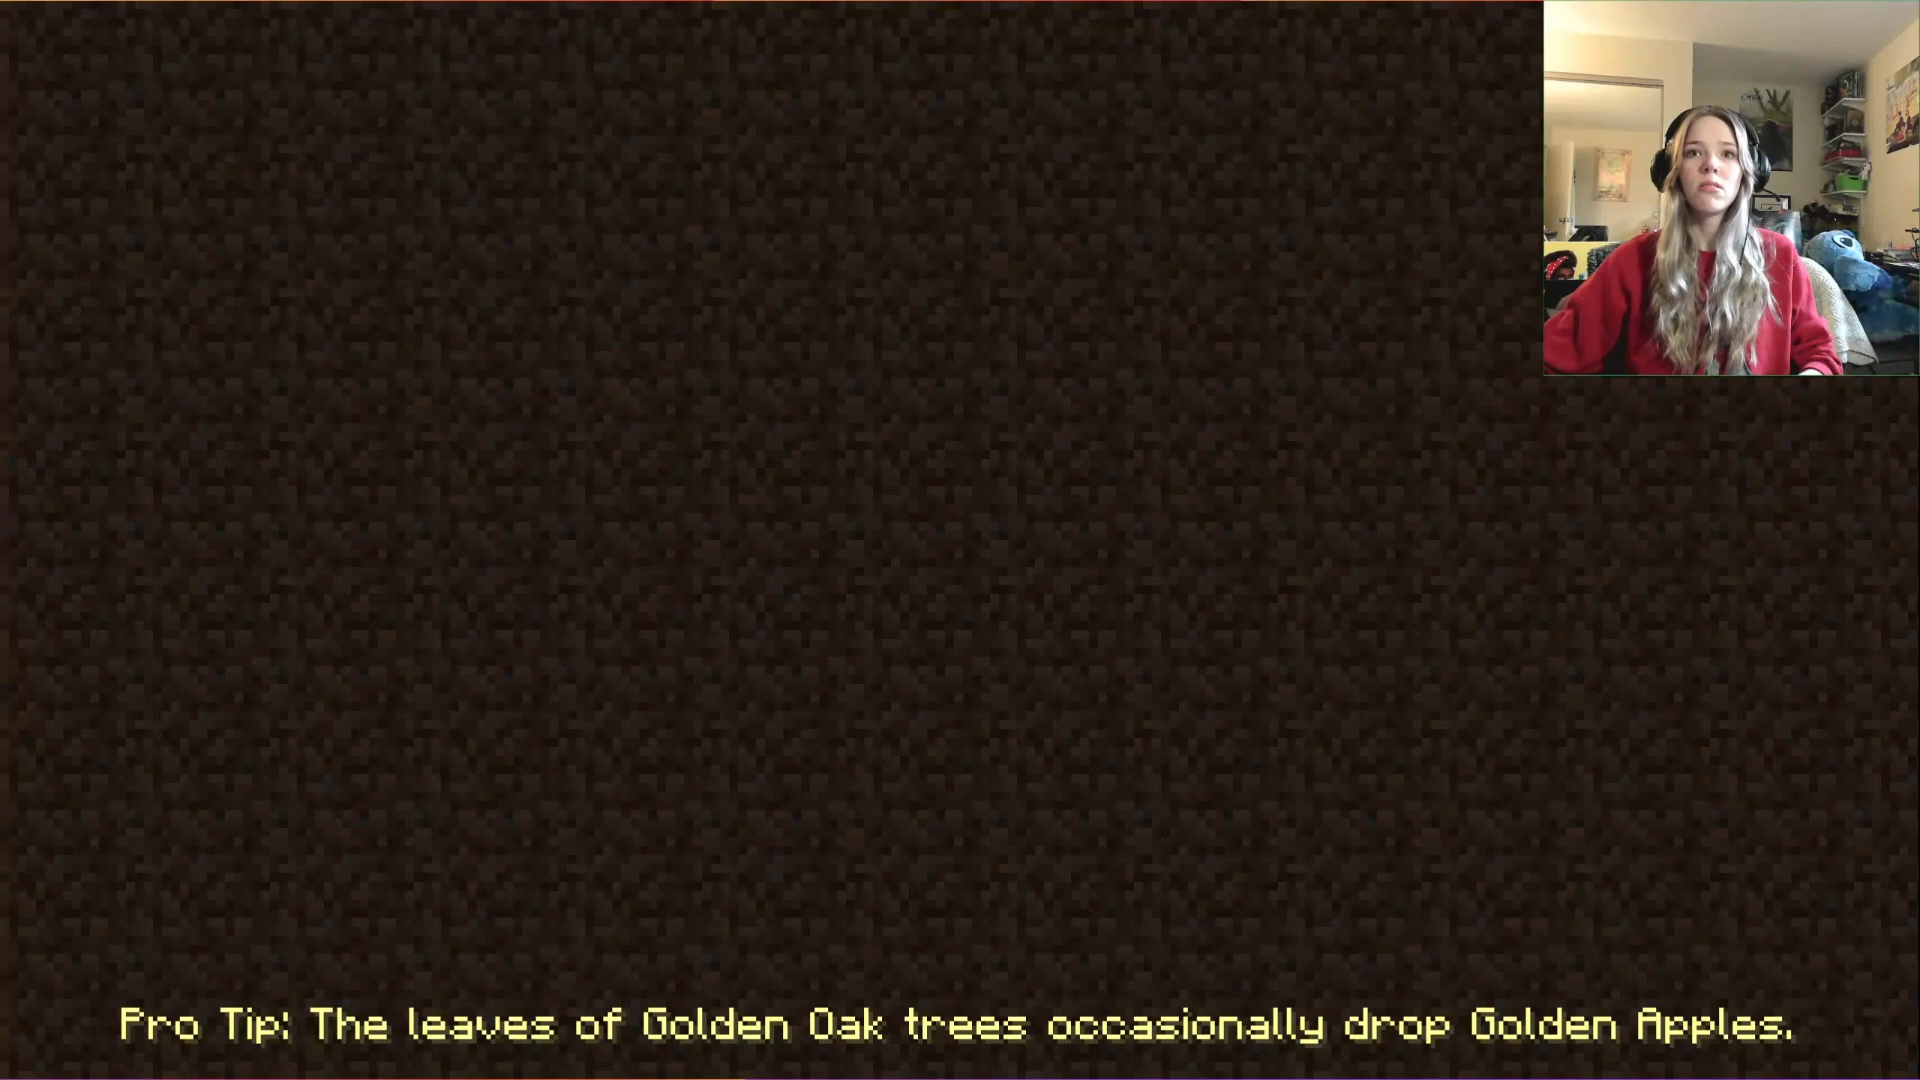 Pro Tip: The leaves of Golden Oak trees occasionally drop Golden Apples.